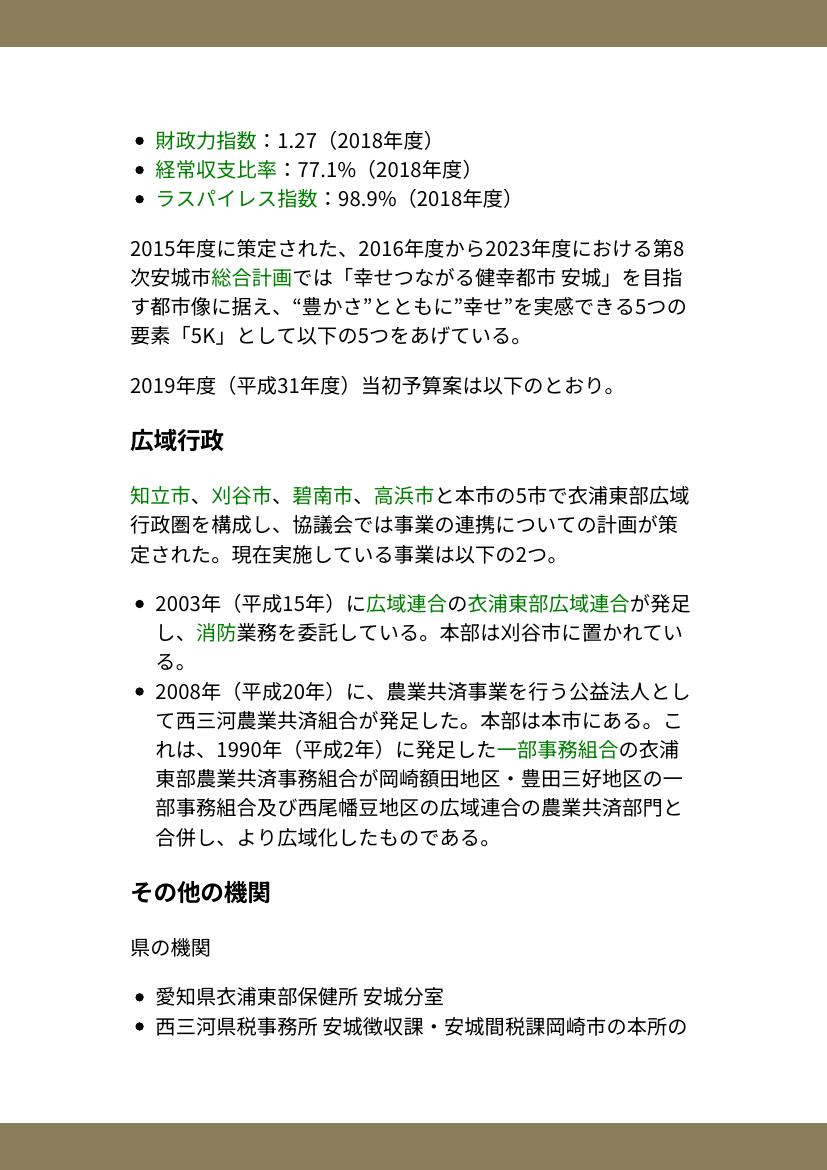 財政力指数：1.27（2018年度）
経常収支比率：77.1%（2018年度）
ラスパイレス指数：98.9%（2018年度）
2015年度に策定された、2016年度から2023年度における第8
次安城市総合計画では「幸せつながる健幸都市 安城」を目指
す都市像に据え、“豊かさ”とともに”幸せ”を実感できる5つの
要素「5K」として以下の5つをあげている。
2019年度（平成31年度）当初予算案は以下のとおり。
広域行政
知立市、刈谷市、碧南市、高浜市と本市の5市で衣浦東部広域
行政圏を構成し、協議会では事業の連携についての計画が策
定された。現在実施している事業は以下の2つ。
2003年（平成15年）に広域連合の衣浦東部広域連合が発足
し、消防業務を委託している。本部は刈谷市に置かれてい
る。
2008年（平成20年）に、農業共済事業を行う公益法人とし
て西三河農業共済組合が発足した。本部は本市にある。こ
れは、1990年（平成2年）に発足した一部事務組合の衣浦
東部農業共済事務組合が岡崎額田地区・豊田三好地区の一
部事務組合及び西尾幡豆地区の広域連合の農業共済部門と
合併し、より広域化したものである。
その他の機関
県の機関
愛知県衣浦東部保健所 安城分室
西三河県税事務所 安城徴収課・安城間税課岡崎市の本所の